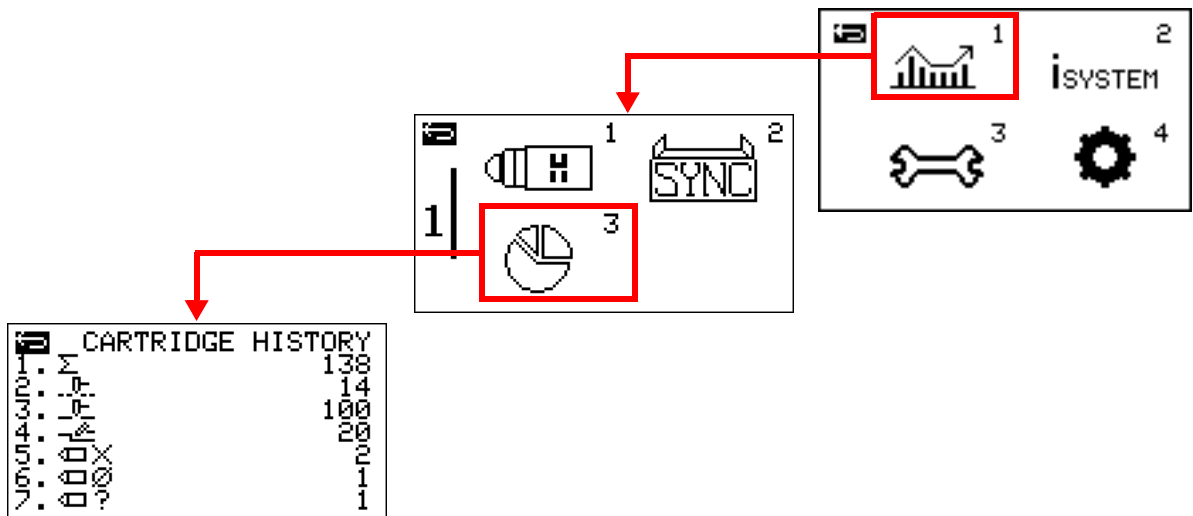 1 2
iSYSTEM
3 4
1 2
SYNC
1
3
CARTRIDGE HISTORY
1. Σ 138
2. 14
3. 100
4. 20
5. X 2
6. Ø 1
7. ? 1